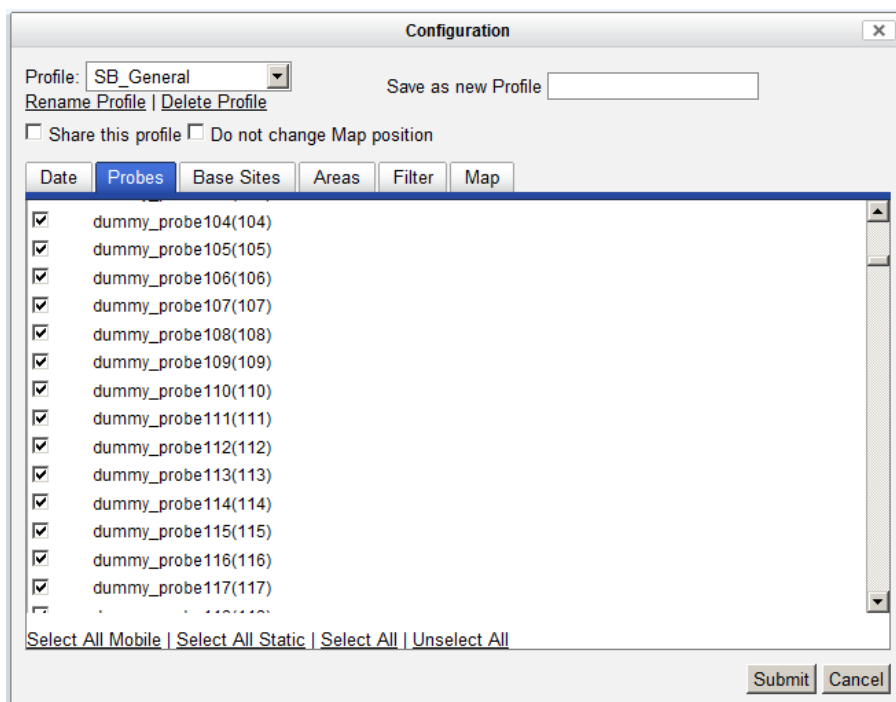 Configuration
Profile: SB_General
Save as new Profile
Rename Profile | Delete Profile
Share this profile Do not change Map position
Date Probes Base Sites Areas Filter Map
dummy_probe104(104)
dummy_probe105(105)
dummy_probe106(106)
dummy_probe107(107)
dummy_probe108(108)
dummy_probe109(109)
dummy_probe110(110)
dummy_probe111(111)
dummy_probe112(112)
dummy_probe113(113)
dummy_probe114(114)
dummy_probe115(115)
dummy_probe116(116)
dummy_probe117(117)
Select All Mobile | Select All Static | Select All | Unselect All
Submit Cancel